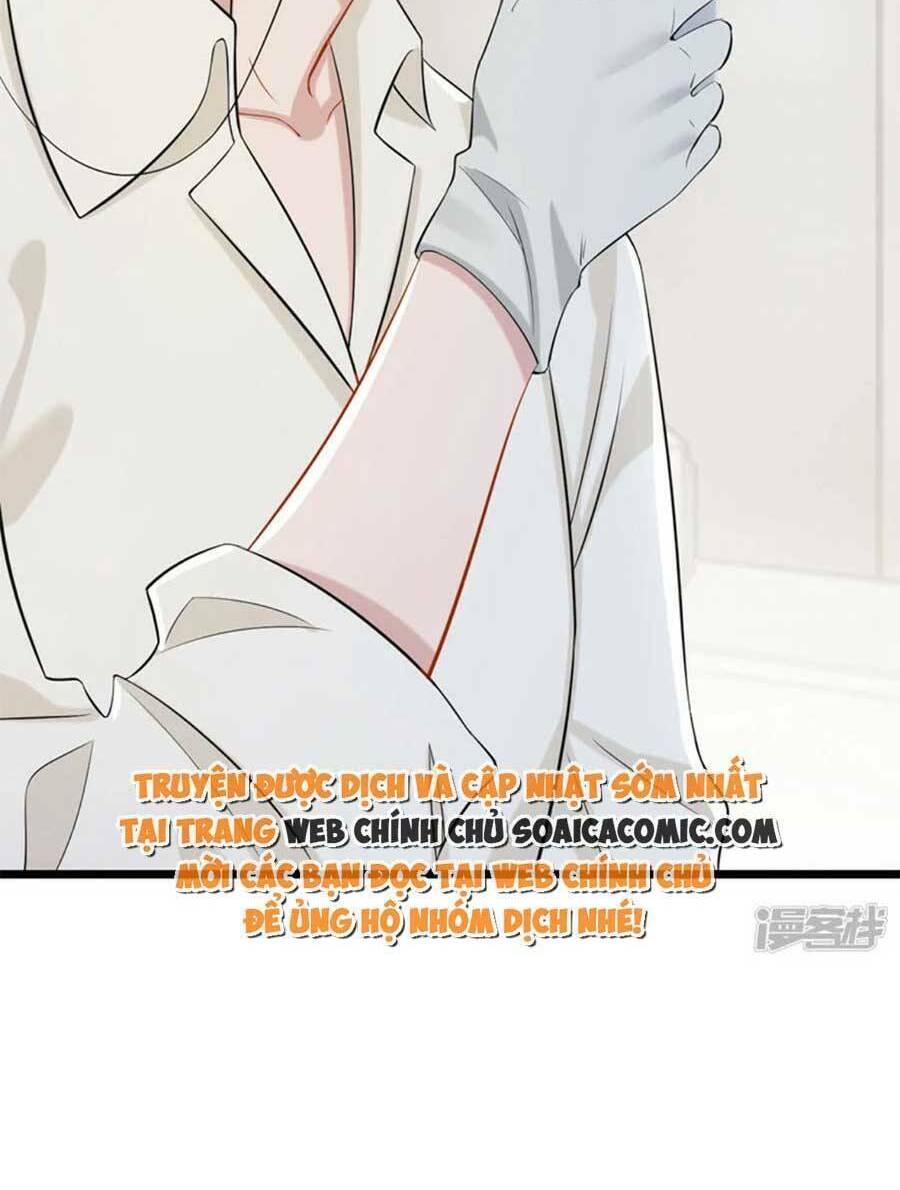 TRUYỆN ĐƯỢC DỊCH VÀ CẬP NHẬT SỚM NHẤT
TẠI TRANG WEB CHÍNH CHỦ SOAICACOMIC.COM
MỜI CÁC BẠN ĐỌC TẠI WEB CHÍNH CHỦ
ĐỂ ỦNG HỘ NHÓM DỊCH NHÉ!
漫客栈